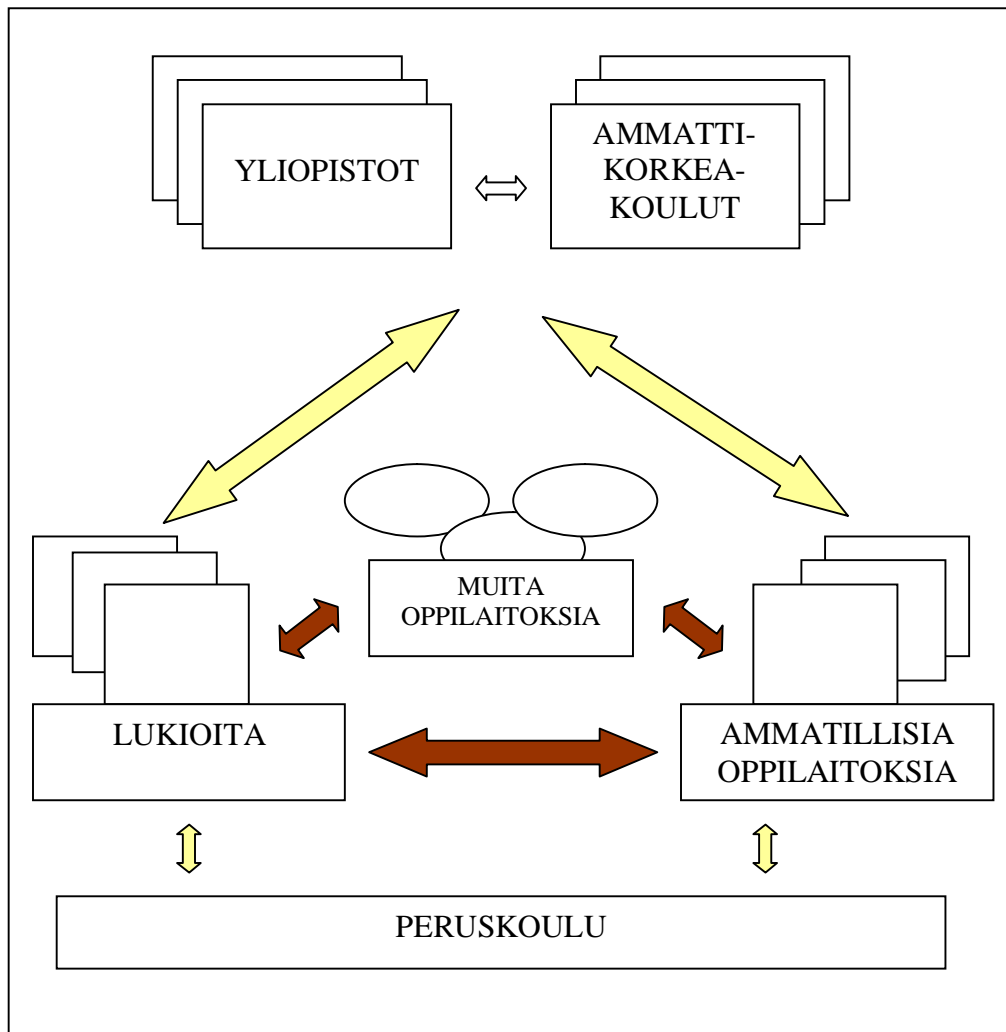 YLIOPISTOT
AMMATTI-
KORKEA-
KOULUT
MUITA
OPPILAITOKSIA
LUKIOITA
AMMATILLISIA
OPPILAITOKSIA
PERUSKOULU